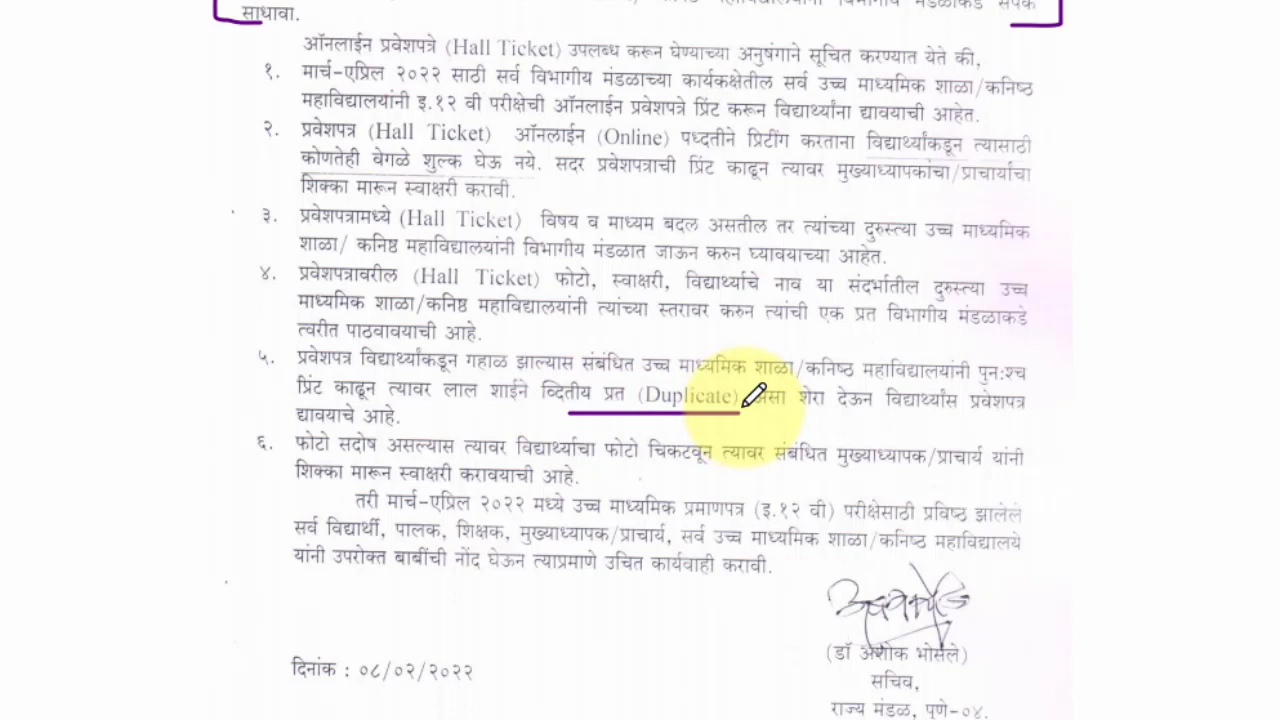 महाविद्यालयांनी विभागीय मंडळाकडे संपर्क
साधावा.
ऑनलाईन प्रवेशपत्रे (Hall Ticket) उपलब्ध करून घेण्याच्या अनुषंगाने सूचित करण्यात येते की,
१. मार्च-एप्रिल २०२२ साठी सर्व विभागीय मंडळाच्या कार्यकक्षेतील सर्व उच्च माध्यमिक शाळा/कनिष्ठ
महाविद्यालयांनी इ.१२ वी परीक्षेची ऑनलाईन प्रवेशपत्रे प्रिंट करून विद्यार्थ्यांना द्यावयाची आहेत.
२. प्रवेशपत्र (Hall Ticket) ऑनलाईन (Online) पध्दतीने प्रिटींग करताना विद्यार्थ्यांकडून त्यासाठी
कोणतेही वेगळे शुल्क घेऊ नये. सदर प्रवेशपत्राची प्रिंट काढून त्यावर मुख्याध्यापकांचा/प्राचार्यांचा
शिक्का मारून स्वाक्षरी करावी.
३. प्रवेशपत्रामध्ये (Hall Ticket) विषय व माध्यम बदल असतील तर त्यांच्या दुरुस्त्या उच्च माध्यमिक
शाळा/ कनिष्ठ महाविद्यालयांनी विभागीय मंडळात जाऊन करुन घ्यावयाच्या आहेत.
४. प्रवेशपत्रावरील (Hall Ticket) फोटो, स्वाक्षरी, विद्यार्थ्याचे नाव या संदर्भातील दुरुस्त्या उच्च
माध्यमिक शाळा/कनिष्ठ महाविद्यालयांनी त्यांच्या स्तरावर करुन त्यांची एक प्रत विभागीय मंडळाकडे
त्वरीत पाठवावयाची आहे.
५. प्रवेशपत्र विद्यार्थ्यांकडून गहाळ झाल्यास संबंधित उच्च माध्यमिक शाळा/कनिष्ठ महाविद्यालयांनी पुन:श्च
प्रिंट काढून त्यावर लाल शाईने व्दितीय प्रत (Duplicate) असा शेरा देऊन विद्यार्थ्यांस प्रवेशपत्र
द्यावयाचे आहे.
६. फोटो सदोष असल्यास त्यावर विद्यार्थ्याचा फोटो चिकटवून त्यावर संबंधित मुख्याध्यापक/प्राचार्य यांनी
शिक्का मारून स्वाक्षरी करावयाची आहे.
तरी मार्च-एप्रिल २०२२ मध्ये उच्च माध्यमिक प्रमाणपत्र (इ.१२ वी) परीक्षेसाठी प्रविष्ठ झालेले
सर्व विद्यार्थी, पालक, शिक्षक, मुख्याध्यापक/प्राचार्य, सर्व उच्च माध्यमिक शाळा/कनिष्ठ महाविद्यालये
यांनी उपरोक्त बाबींची नोंद घेऊन त्याप्रमाणे उचित कार्यवाही करावी.
(डॉ अशोक भोसले)
दिनांक : ०८/०२/२०२२
सचिव,
राज्य मंडळ, पुणे-०४.